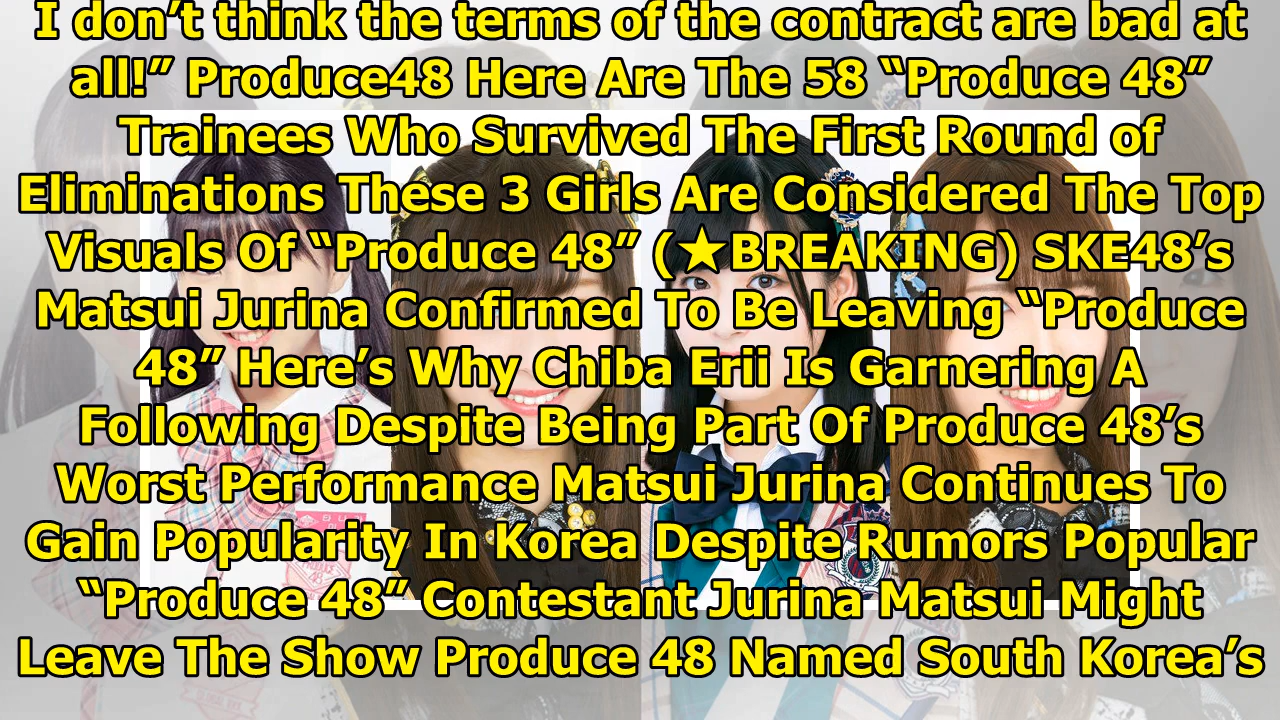 I don’t think the terms of the contract are bad at
all!” Produce48 Here Are The 58 “Produce 48”
Trainees Who Survived The First Round of
Eliminations These 3 Girls Are Considered The Top
Visuals Of “Produce 48” (★BREAKING) SKE48’s
Matsui Jurina Confirmed To Be Leaving “Produce
48” Here’s Why Chiba Erii Is Garnering A
Following Despite Being Part Of Produce 48’s
Worst Performance Matsui Jurina Continues To
Gain Popularity In Korea Despite Rumors Popular
“Produce 48” Contestant Jurina Matsui Might
Leave The Show Produce 48 Named South Korea’s